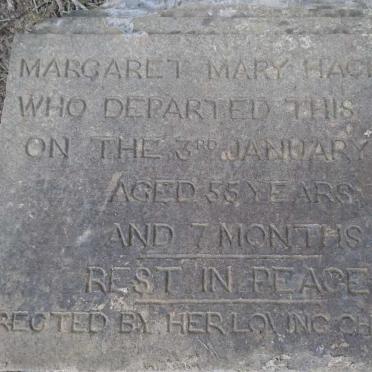 MARGARET MARY HAC
WHO DEPARTED THIS
ON THE 3RD JANUARY
AGED 55 YEARS
AND 7 MONTHS
REST IN PEACE
RECTED BY HER LOVING CH